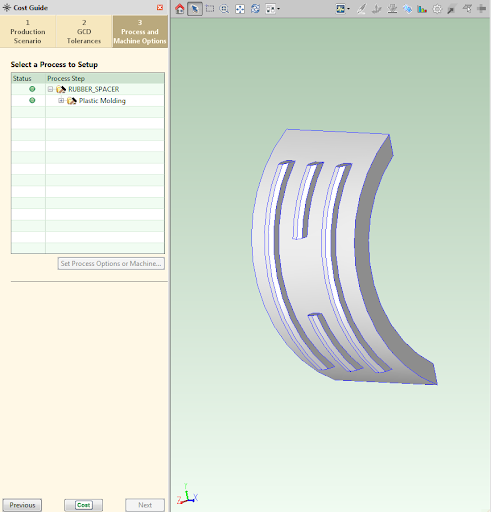 Cost Guide
1
Production
Scenario
2
GCD
Tolerances
3
Process and
Machine Options
Select a Process to Setup
Status Process Step
RUBBER_SPACER
Plastic Molding
Set Process Options or Machine...
Previous Cost Next
Y
Z X